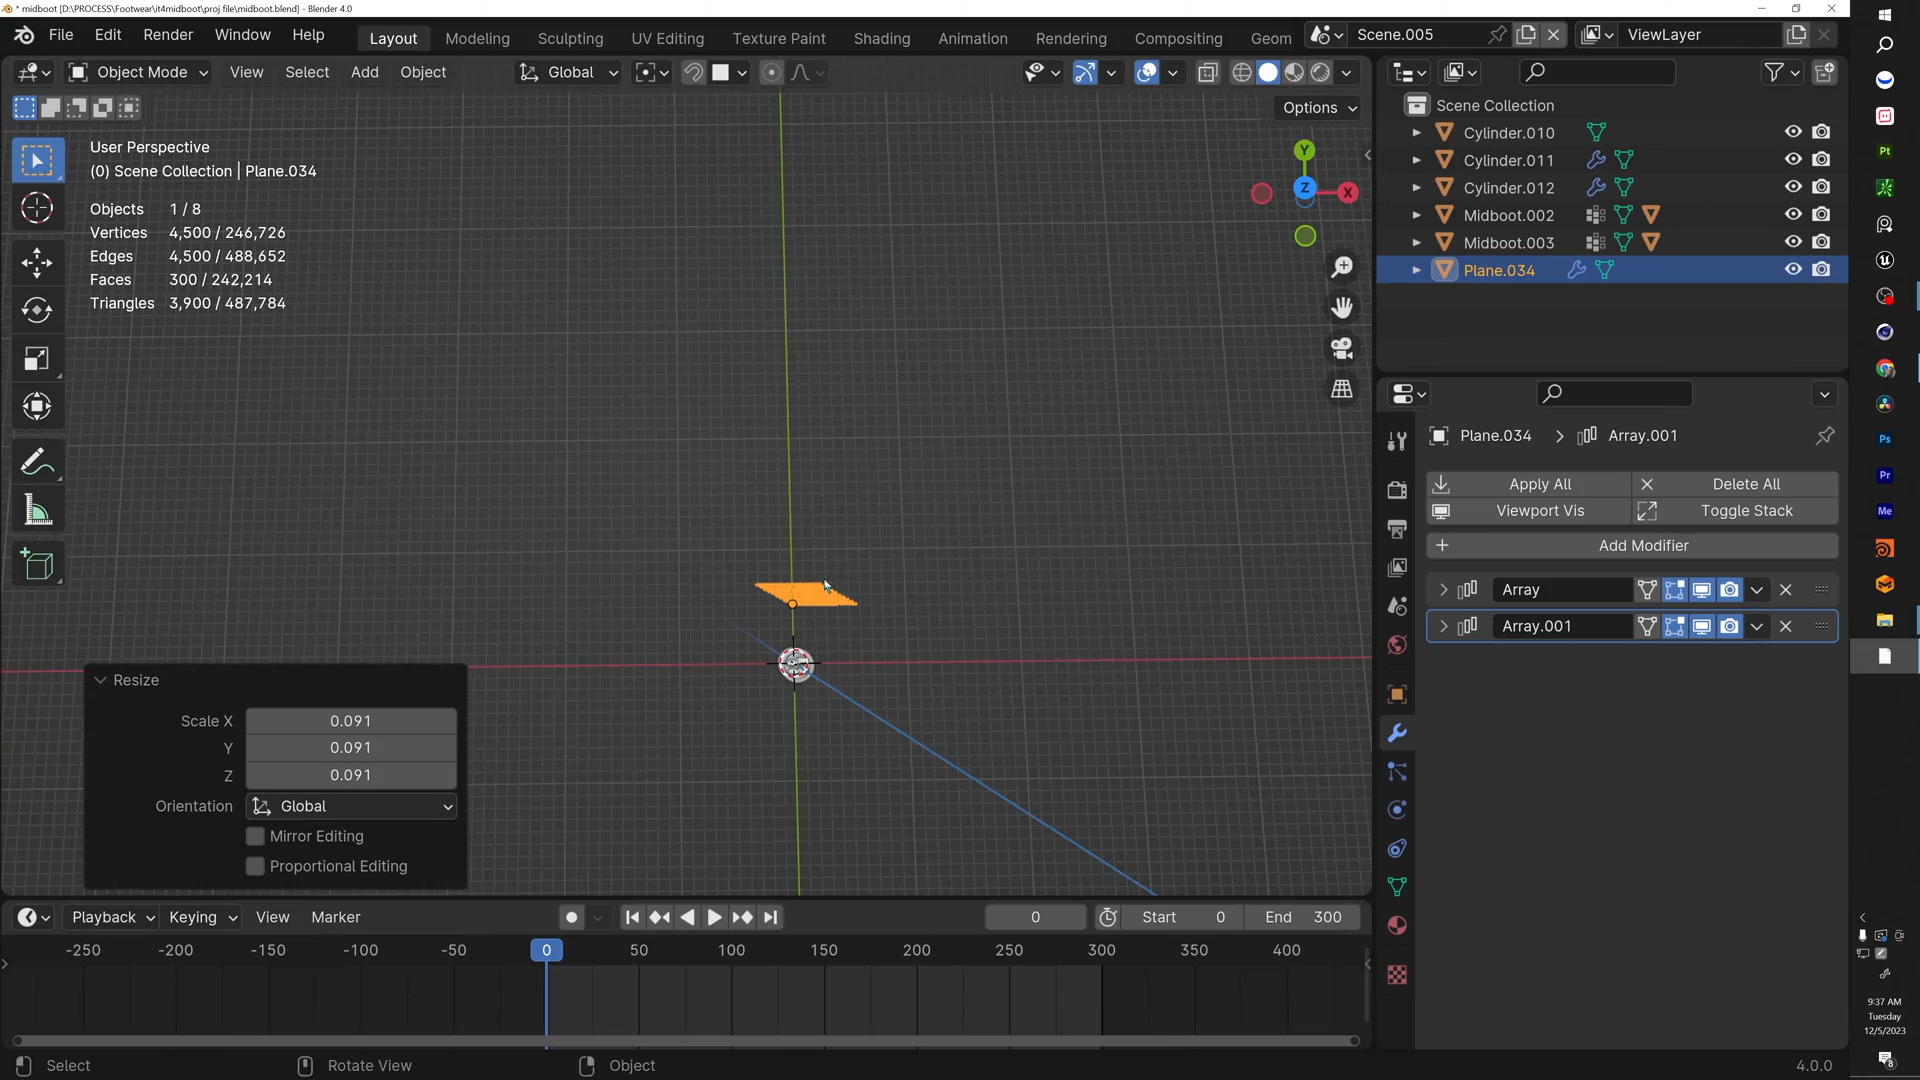 * midboot [D:\PROCESS\Footwear\it4midboot\proj file\midboot.blend] - Blender 4.0
File Edit Render Window Help
Layout Modeling Sculpting UV Editing Texture Paint Shading Animation Rendering Compositing Geom
Scene.005
ViewLayer
Object Mode View Select Add Object
Global
Options
User Perspective
(0) Scene Collection | Plane.034
Objects 1 / 8
Vertices 4,500 / 246,726
Edges 4,500 / 488,652
Faces 300 / 242,214
Triangles 3,900 / 487,784
Y
Z
X
Resize
Scale X 0.091
Y 0.091
Z 0.091
Orientation Global
Mirror Editing
Proportional Editing
Scene Collection
Cylinder.010
Cylinder.011
Cylinder.012
Midboot.002
Midboot.003
Plane.034
Plane.034 > Array.001
Apply All Delete All
Viewport Vis Toggle Stack
Add Modifier
Array
Array.001
Playback Keying View Marker
0 Start 0 End 300
-250 -200 -150 -100 -50 0 50 100 150 200 250 300 350 400
Select Rotate View Object
4.0.0
Pt
Ps
Pr
Me
9:37 AM
Tuesday
12/5/2023
8